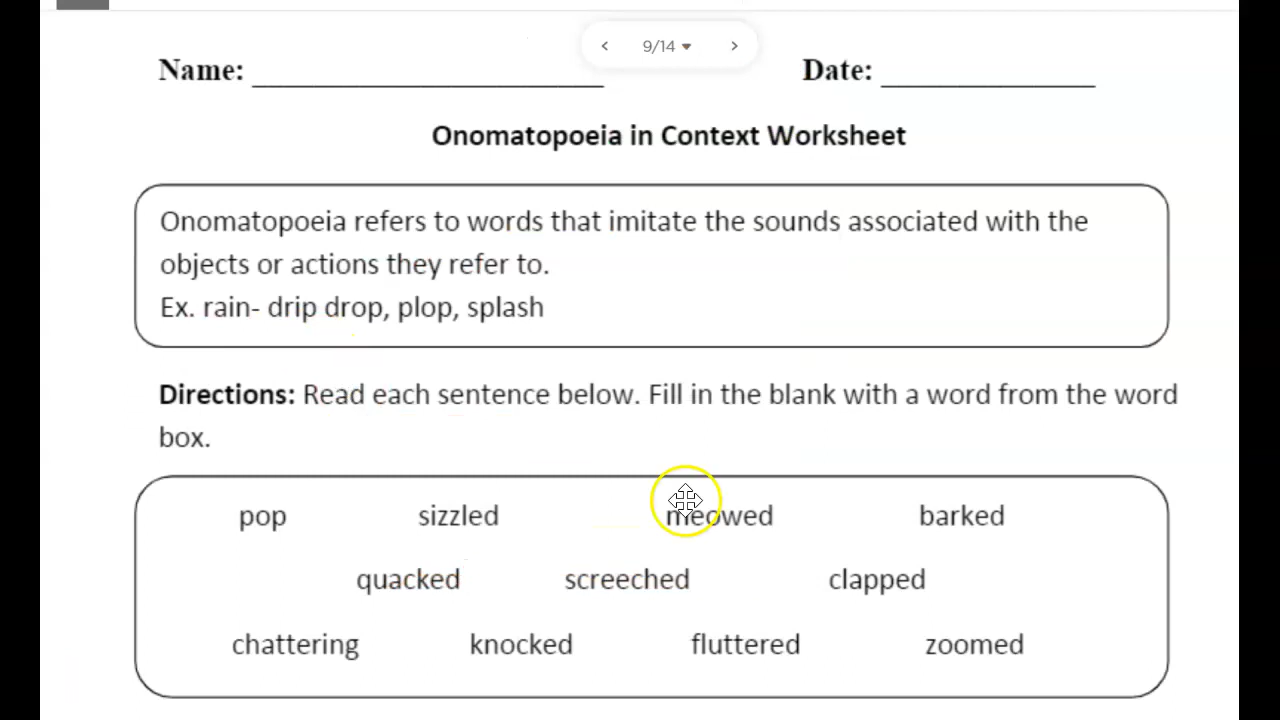 9/14
Name: ______________________ Date: ______________
Onomatopoeia in Context Worksheet
Onomatopoeia refers to words that imitate the sounds associated with the
objects or actions they refer to.
Ex. rain- drip drop, plop, splash
Directions: Read each sentence below. Fill in the blank with a word from the word
box.
pop sizzled meowed barked
quacked screeched clapped
chattering knocked fluttered zoomed